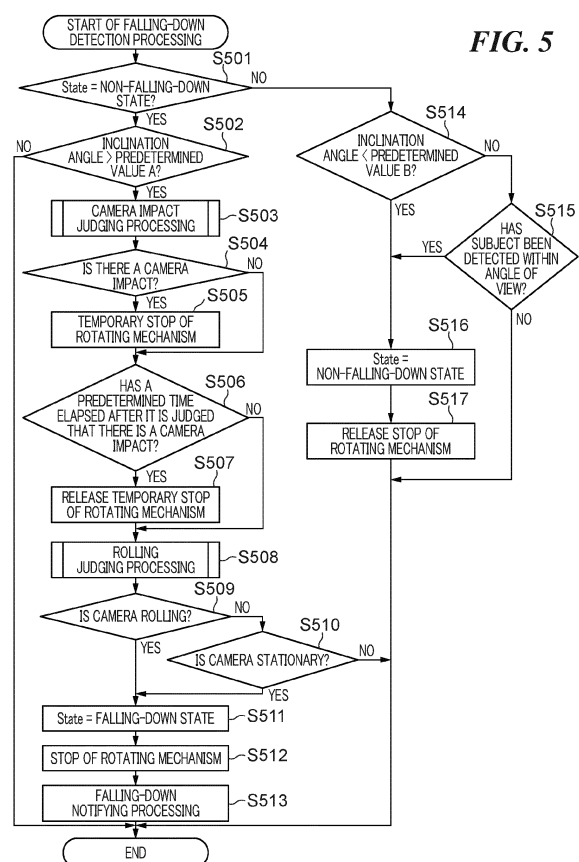 START OF FALLING-DOWN
DETECTION PROCESSING
FIG. 5
S501
State = NON-FALLING-DOWN
STATE?
NO
YES
S502
NO
INCLINATION
ANGLE > PREDETERMINED
VALUE A?
YES
CAMERA IMPACT
JUDGING PROCESSING
S503
S504
IS THERE A CAMERA
IMPACT?
NO
YES
S505
TEMPORARY STOP OF
ROTATING MECHANISM
S506
HAS A
PREDETERMINED TIME
ELAPSED AFTER IT IS JUDGED
THAT THERE IS A CAMERA
IMPACT?
NO
YES
S507
RELEASE TEMPORARY STOP
OF ROTATING MECHANISM
ROLLING
JUDGING PROCESSING
S508
S509
IS CAMERA ROLLING?
NO
YES
S510
IS CAMERA STATIONARY?
NO
YES
State = FALLING-DOWN STATE
S511
STOP OF ROTATING MECHANISM
S512
FALLING-DOWN
NOTIFYING PROCESSING
S513
END
S514
INCLINATION
ANGLE < PREDETERMINED
VALUE B?
NO
YES
S515
HAS
SUBJECT BEEN
DETECTED WITHIN
ANGLE OF
VIEW?
YES
NO
S516
State =
NON-FALLING-DOWN STATE
S517
RELEASE STOP OF
ROTATING MECHANISM